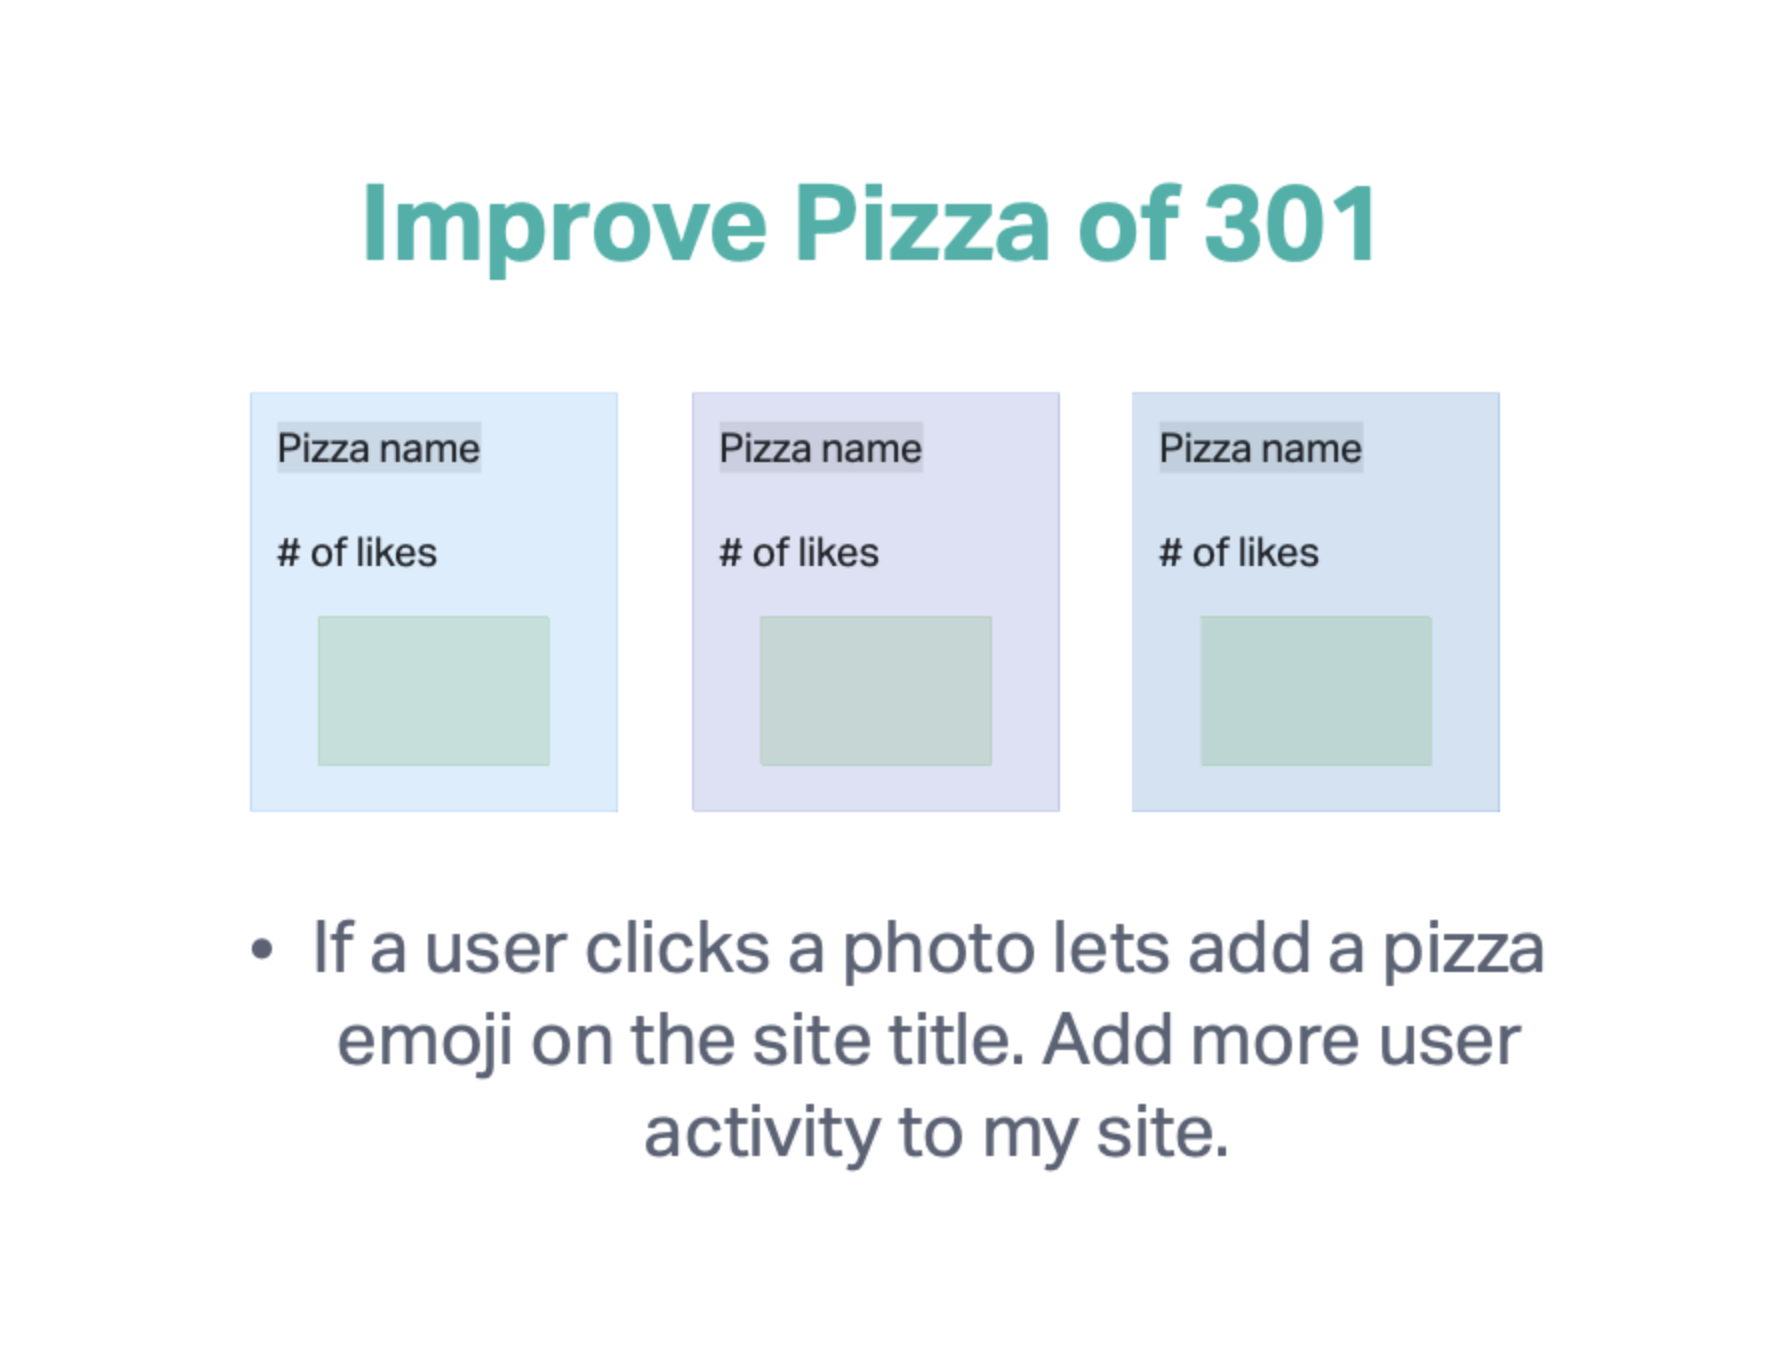 Improve Pizza of 301
Pizza name
# of likes
Pizza name
# of likes
Pizza name
# of likes
• If a user clicks a photo lets add a pizza
emoji on the site title. Add more user
activity to my site.